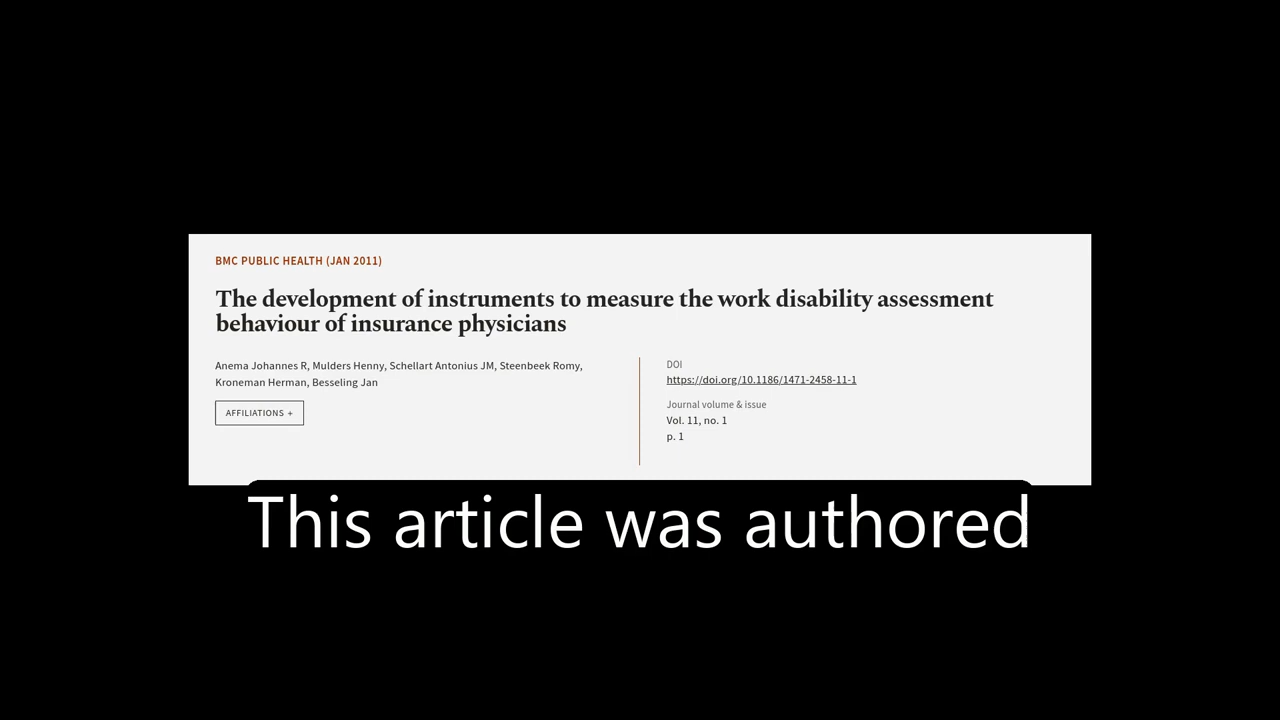 BMC PUBLIC HEALTH (JAN 2011)
The development of instruments to measure the work disability assessment
behaviour of insurance physicians
Anema Johannes R, Mulders Henny, Schellart Antonius JM, Steenbeek Romy,
Kroneman Herman, Besseling Jan
AFFILIATIONS +
DOI
https://doi.org/10.1186/1471-2458-11-1
Journal volume & issue
Vol. 11, no. 1
p. 1
This article was authored